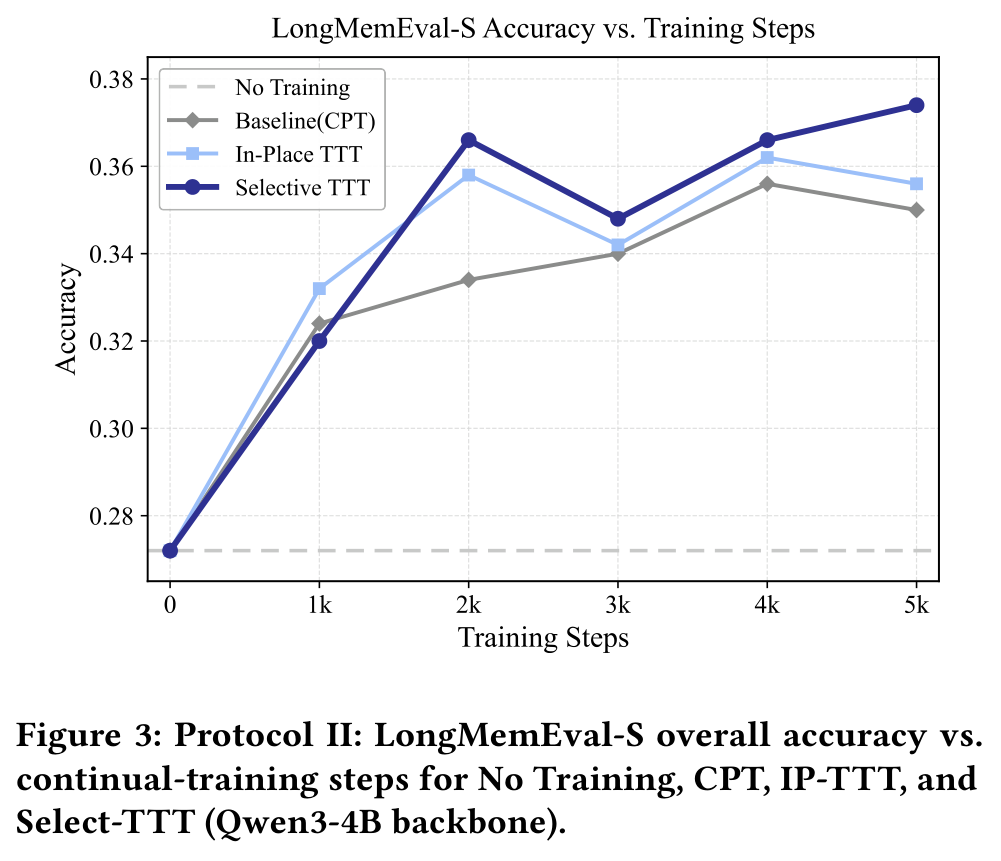 LongMemEval-S Accuracy vs. Training Steps
No Training
Baseline(CPT)
In-Place TTT
Selective TTT
Accuracy
0.38
0.36
0.34
0.32
0.30
0.28
0 1k 2k 3k 4k 5k
Training Steps
Figure 3: Protocol II: LongMemEval-S overall accuracy vs.
continual-training steps for No Training, CPT, IP-TTT, and
Select-TTT (Qwen3-4B backbone).